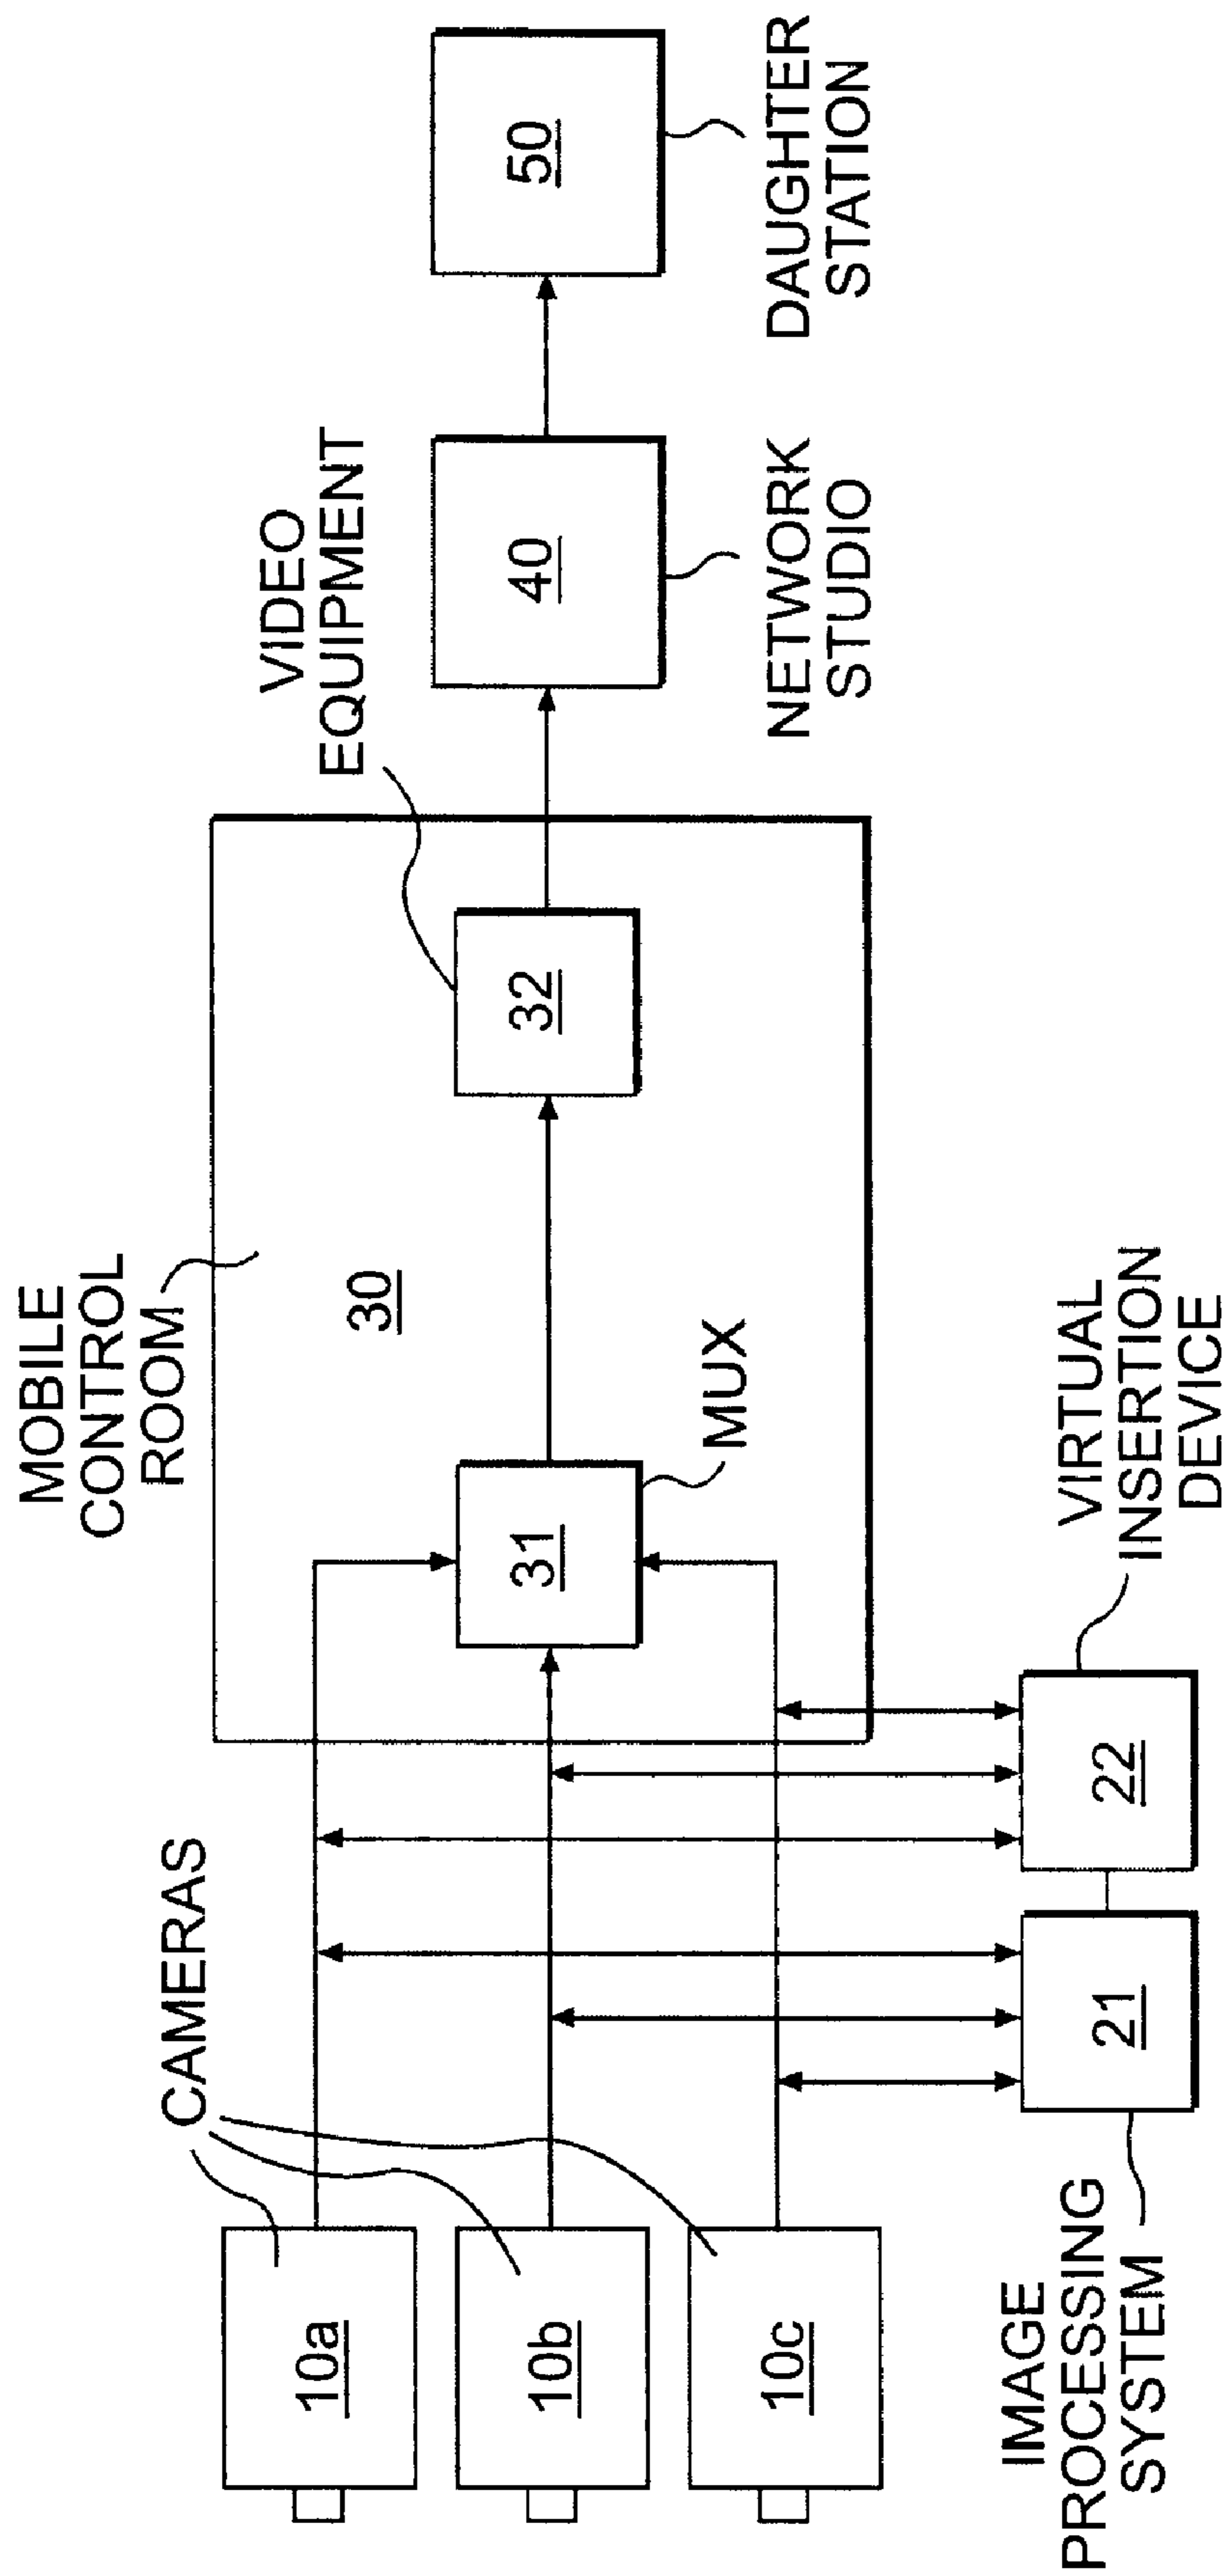 MOBILE
CONTROL
ROOM
VIDEO
EQUIPMENT
CAMERAS
30
10a
10b
10c
31
MUX
32
40
50
NETWORK
STUDIO
DAUGHTER
STATION
IMAGE
PROCESSING
SYSTEM
21
22
VIRTUAL
INSERTION
DEVICE